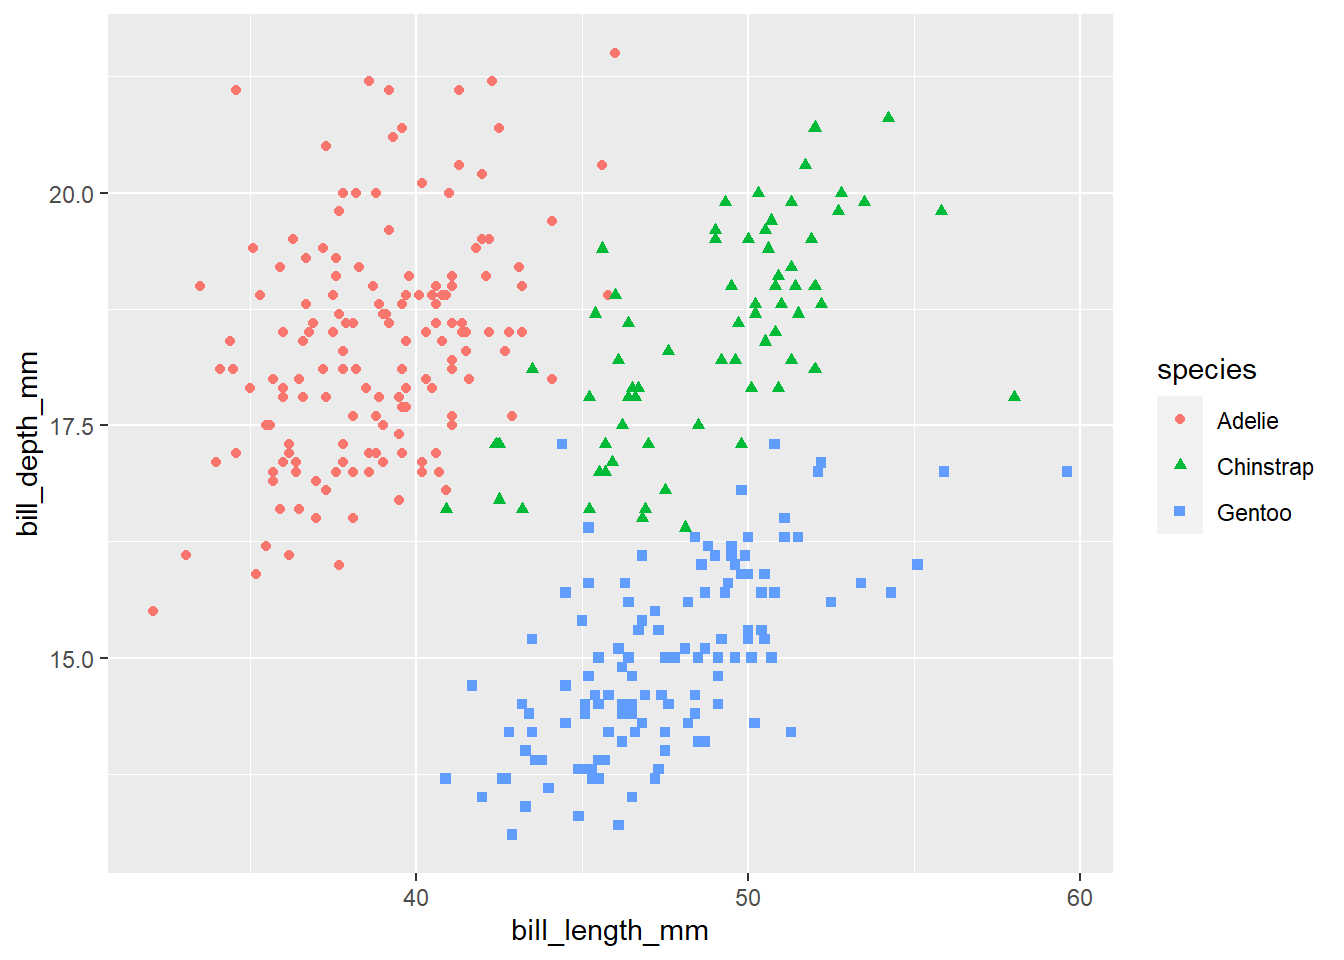 20.0
17.5
15.0
40
50
60
bill_length_mm
bill_depth_mm
species
Adelie
Chinstrap
Gentoo